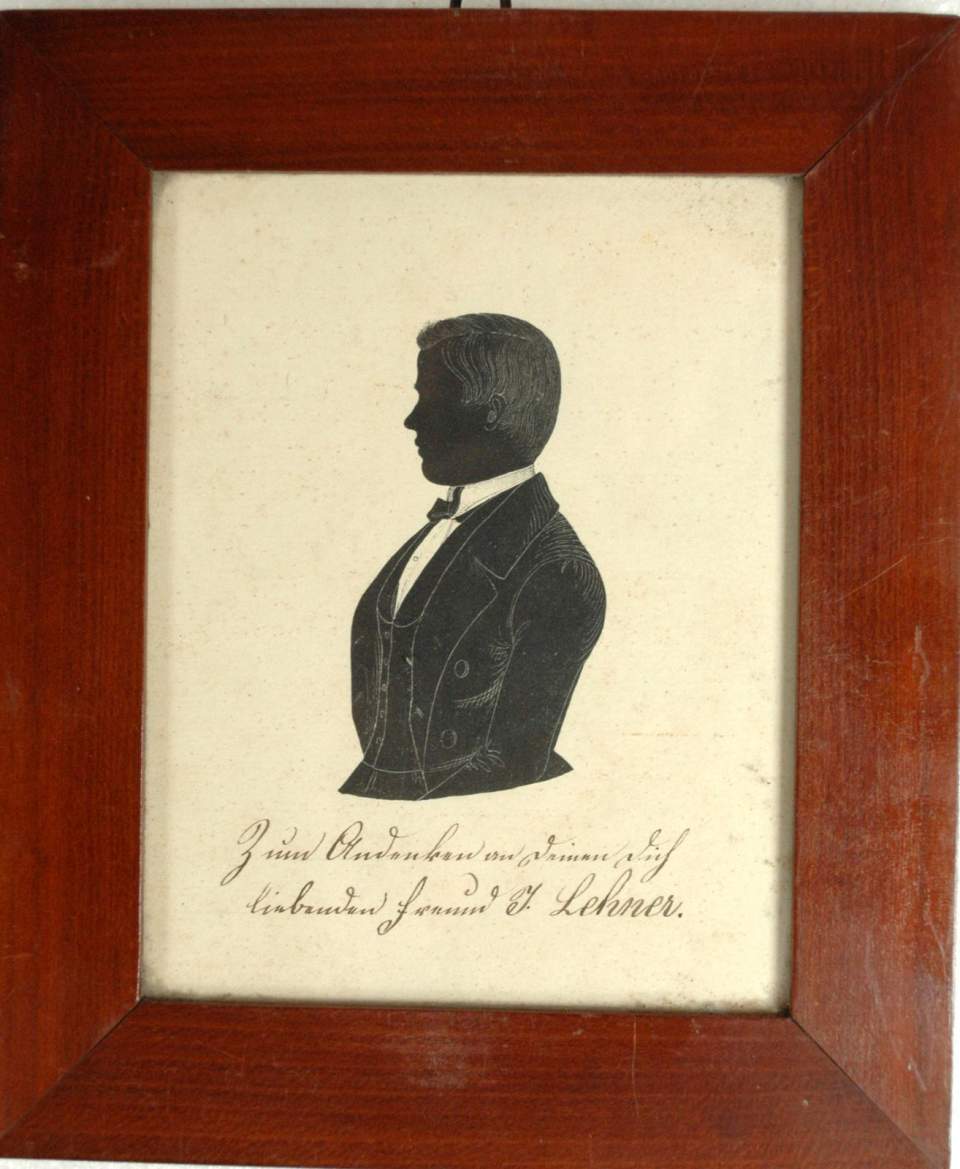 Zum Andenken an Deinen Dich
liebenden Freund J. Lehner.